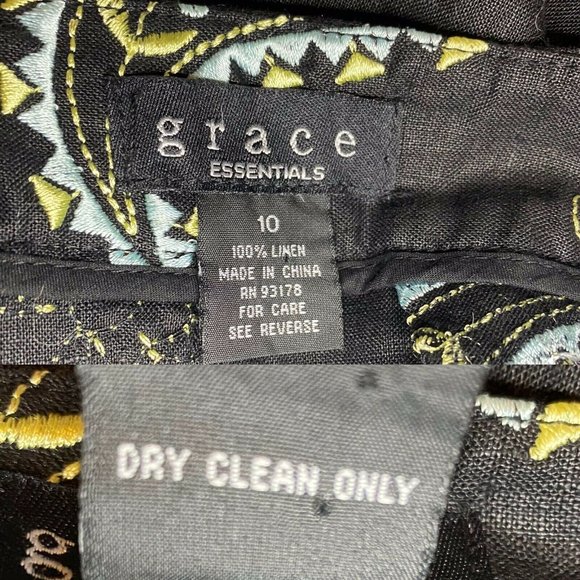 grace
ESSENTIALS
10
100% LINEN
MADE IN CHINA
RN 93178
FOR CARE
SEE REVERSE
DRY CLEAN ONLY